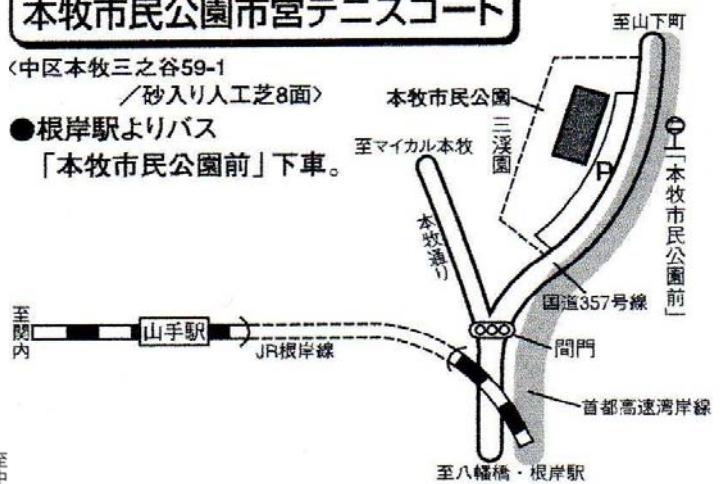 本牧市民公園市営テニスコート
〈中区本牧三之谷59-1
／砂入り人工芝8面〉
●根岸駅よりバス
「本牧市民公園前」下車。
至山下町
本牧市民公園
三渓園
至マイカル本牧
P
「本牧市民公園前」
本牧通り
国道357号線
至関内
山手駅
JR根岸線
間門
首都高速湾岸線
至八幡橋・根岸駅
至中